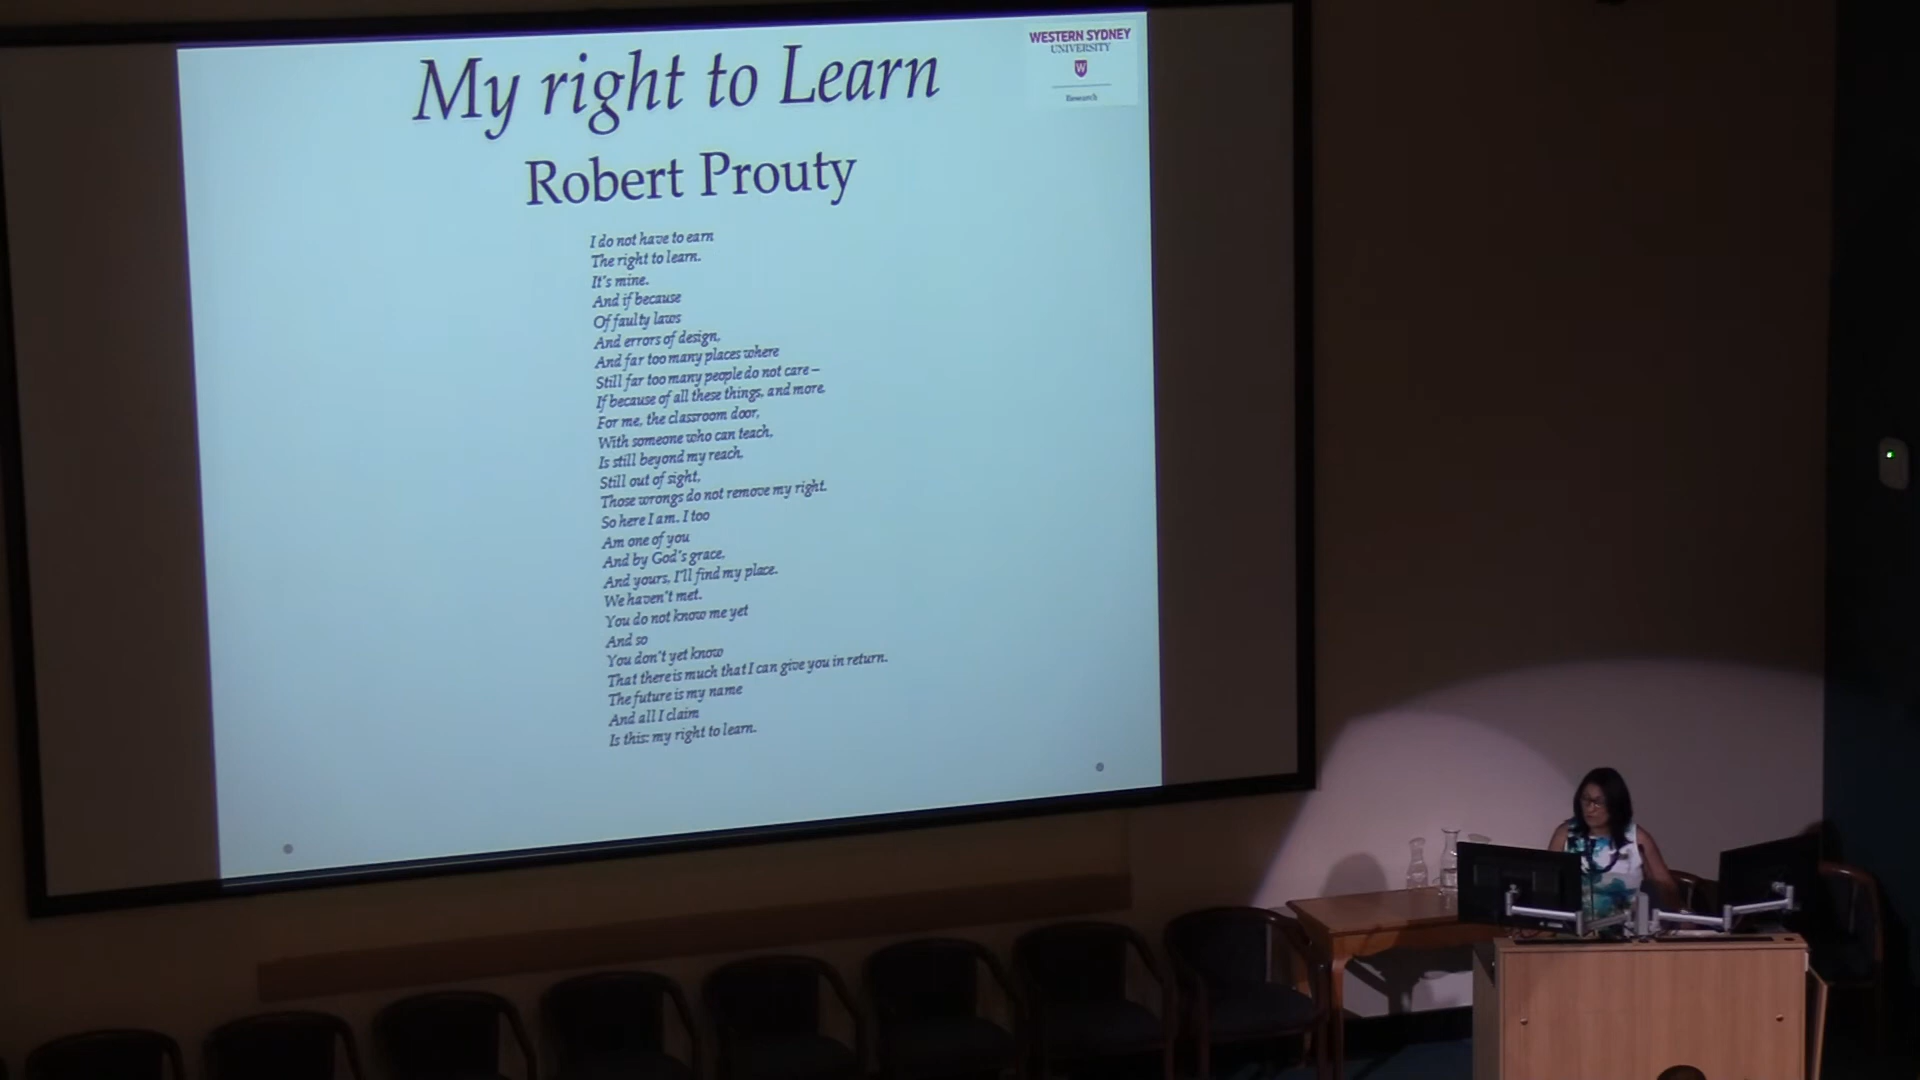 My right to Learn
WESTERN SYDNEY
UNIVERSITY
W
Research
Robert Prouty
I do not have to earn
The right to learn.
It's mine.
And if because
Of faulty laws
And errors of design,
And far too many places where
Still far too many people do not care –
If because of all these things, and more,
For me, the classroom door,
With someone who can teach,
Is still beyond my reach,
Still out of sight,
Those wrongs do not remove my right.
So here I am. I too
Am one of you
And by God's grace,
And yours, I'll find my place.
We haven't met.
You do not know me yet
And so
You don't yet know
That there is much that I can give you in return.
The future is my name
And all I claim
Is this: my right to learn.